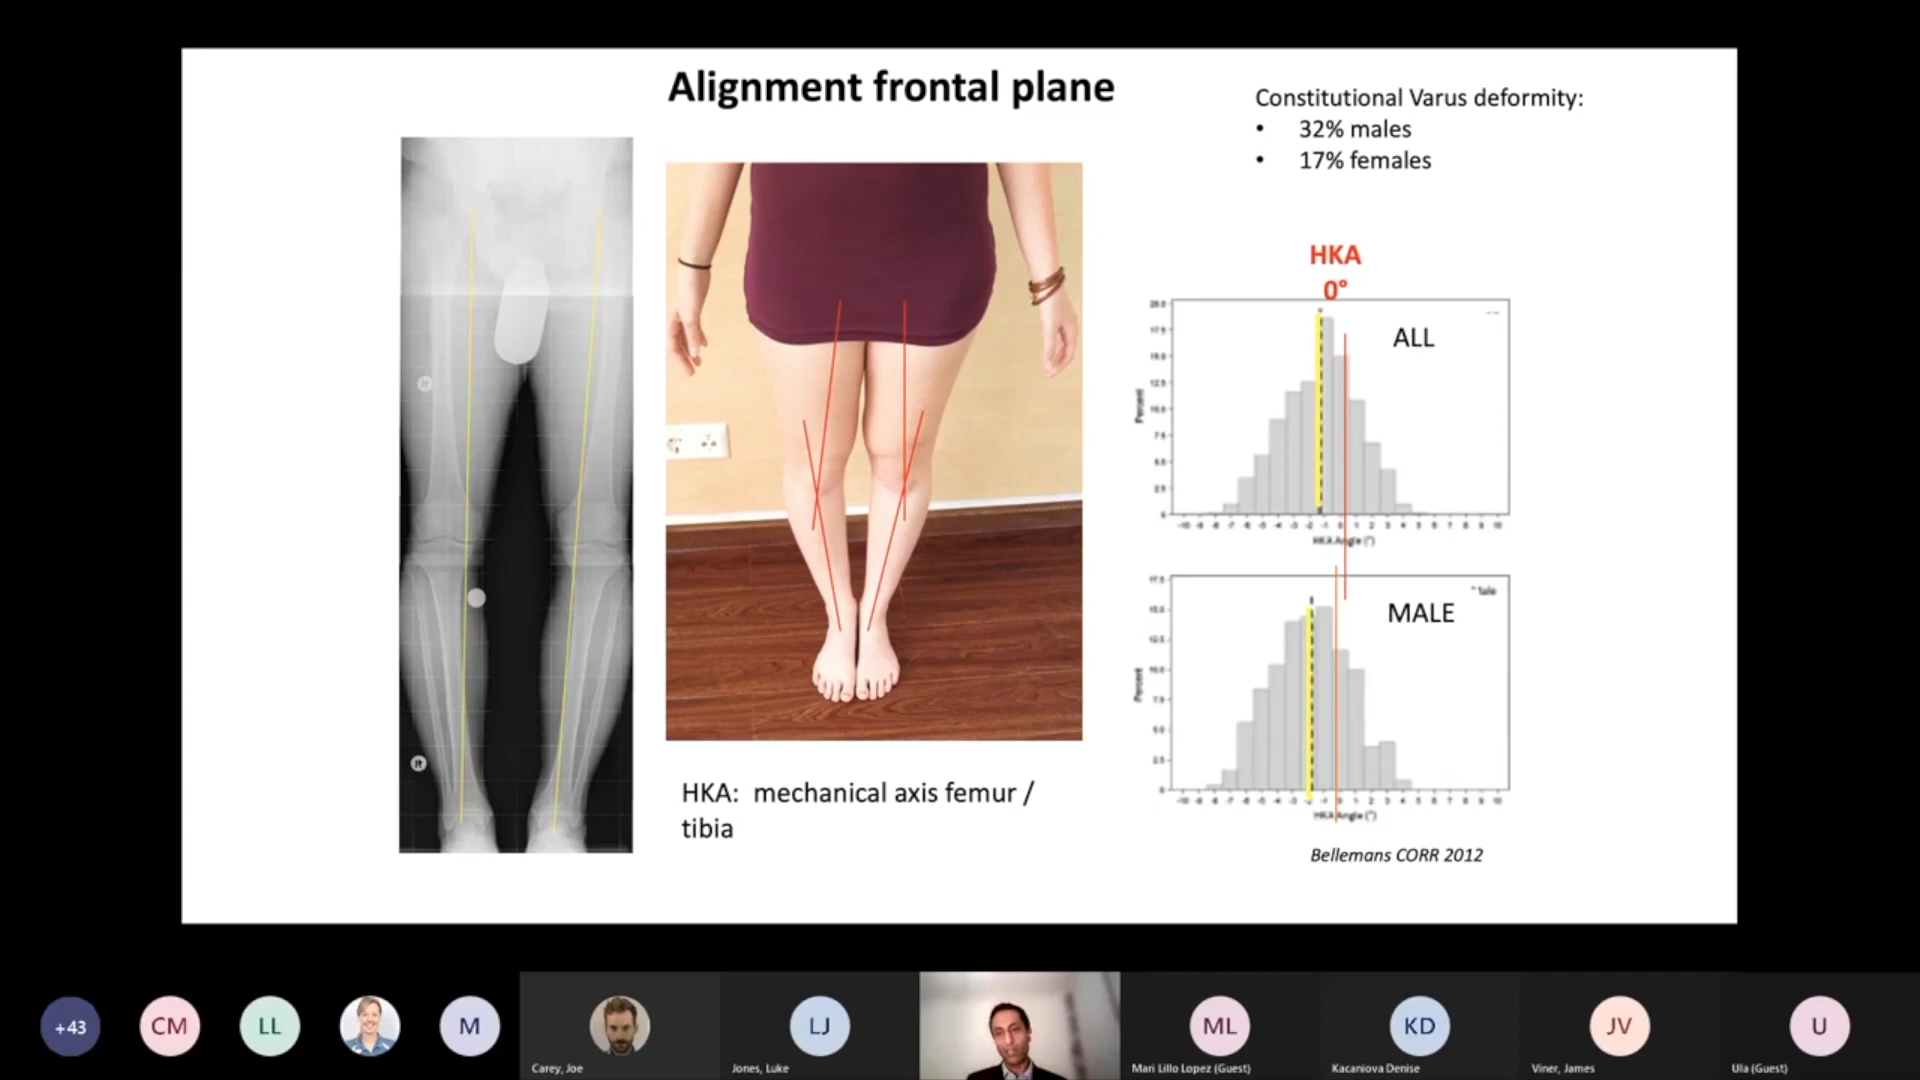 Alignment frontal plane
Constitutional Varus deformity:
• 32% males
• 17% females
HKA
0°
ALL
Percent
HKA Angle (°)
MALE
Percent
HKA Angle (°)
HKA: mechanical axis femur /
tibia
Bellemans CORR 2012
+43
CM
LL
M
Carey, Joe
LJ
Jones, Luke
ML
Mari Lillo Lopez (Guest)
KD
Kacaniova Denise
JV
Viner, James
U
Ula (Guest)